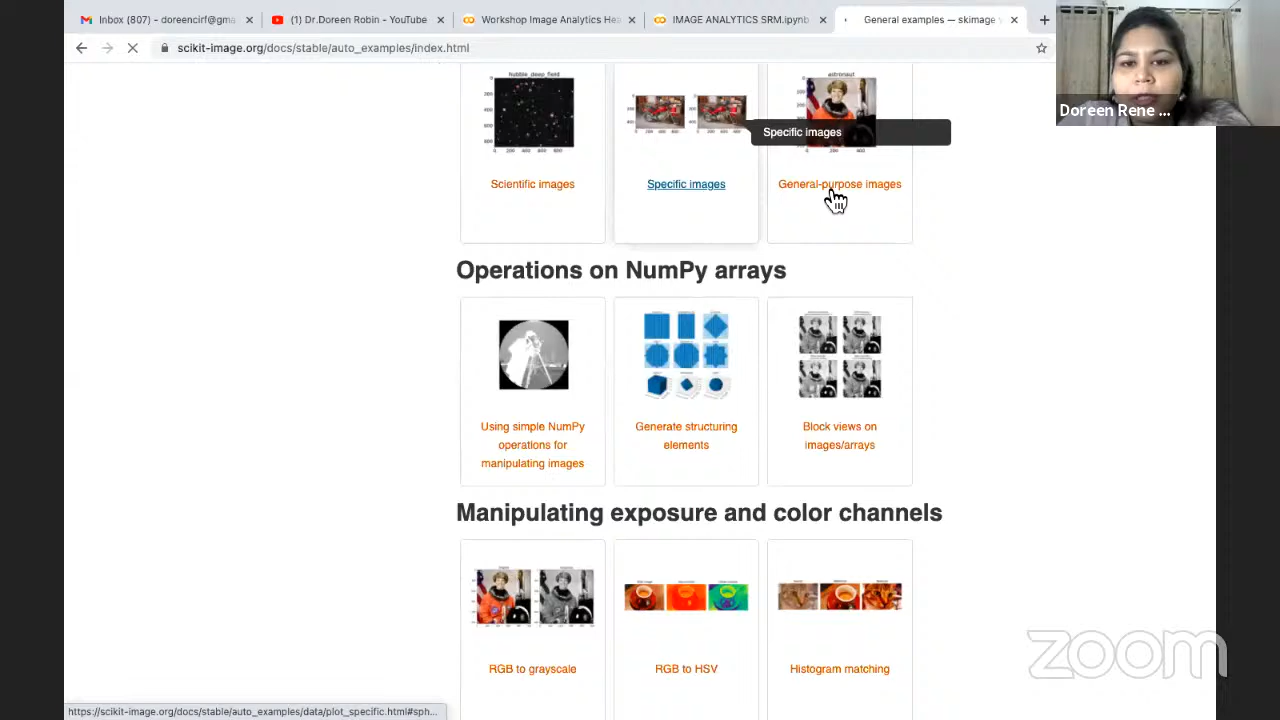 Inbox (807) - doreencirf@gma
(1) Dr.Doreen Robin - YouTube
Workshop Image Analytics Hea
IMAGE ANALYTICS SRM.ipynb
General examples — skimage v
scikit-image.org/docs/stable/auto_examples/index.html
Doreen Rene ...
hubble_deep_field
astronaut
Specific images
Scientific images
Specific images
General-purpose images
Operations on NumPy arrays
Using simple NumPy
operations for
manipulating images
Generate structuring
elements
Block views on
images/arrays
Manipulating exposure and color channels
RGB to grayscale
RGB to HSV
Histogram matching
zoom
https://scikit-image.org/docs/stable/auto_examples/data/plot_specific.html#sph...